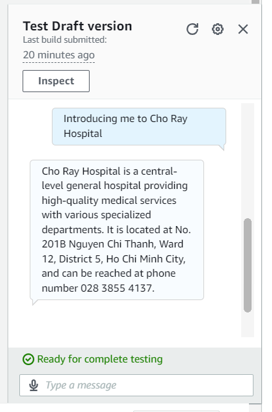 Test Draft version
Last build submitted:
20 minutes ago
Inspect
Introducing me to Cho Ray
Hospital
Cho Ray Hospital is a central-
level general hospital providing
high-quality medical services
with various specialized
departments. It is located at No.
201B Nguyen Chi Thanh, Ward
12, District 5, Ho Chi Minh City,
and can be reached at phone
number 028 3855 4137.
Ready for complete testing
Type a message